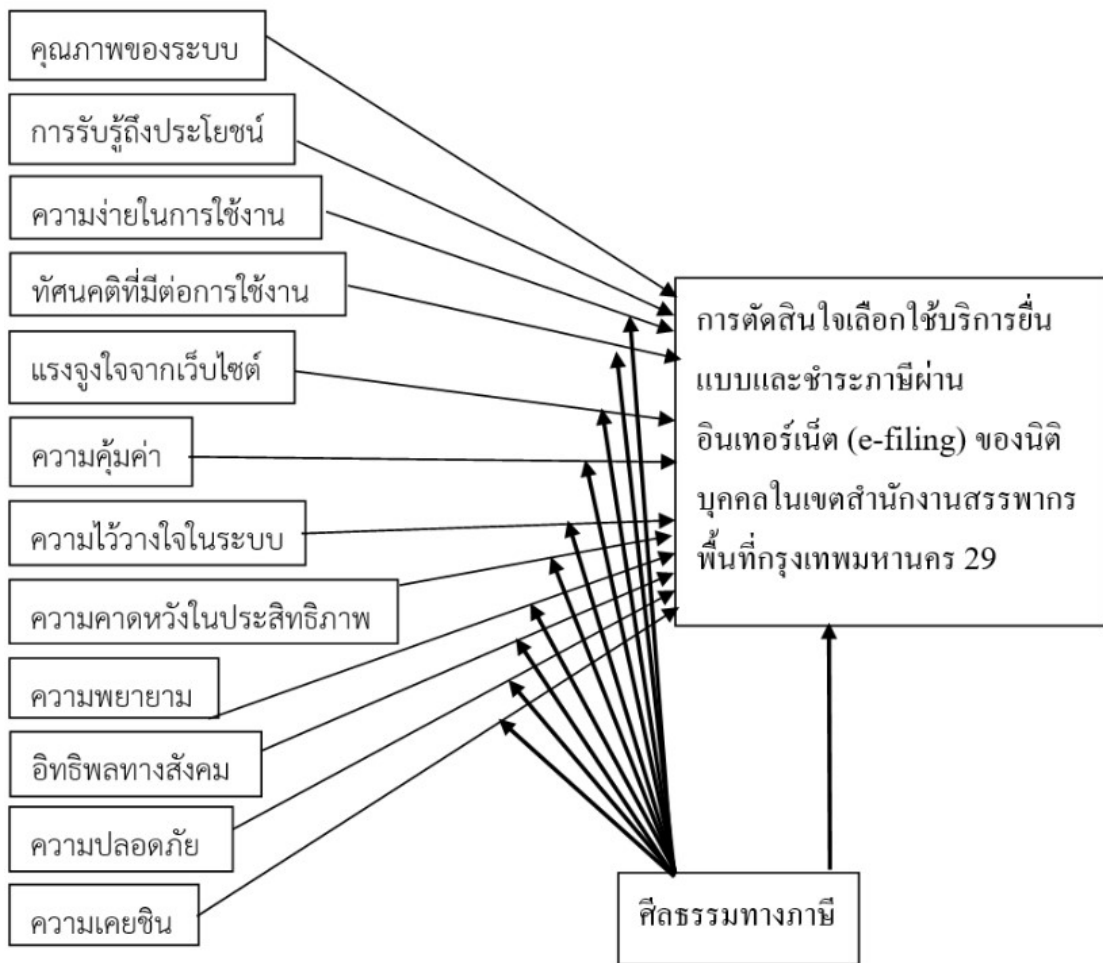 คุณภาพของระบบ
การรับรู้ถึงประโยชน์
ความง่ายในการใช้งาน
ทัศนคติที่มีต่อการใช้งาน
แรงจูงใจจากเว็บไซต์
ความคุ้มค่า
ความไว้วางใจในระบบ
ความคาดหวังในประสิทธิภาพ
ความพยายาม
อิทธิพลทางสังคม
ความปลอดภัย
ความเคยชิน
การตัดสินใจเลือกใช้บริการยื่น
แบบและชำระภาษีผ่าน
อินเทอร์เน็ต (e-filing) ของนิติ
บุคคลในเขตสำนักงานสรรพากร
พื้นที่กรุงเทพมหานคร 29
ศีลธรรมทางภาษี